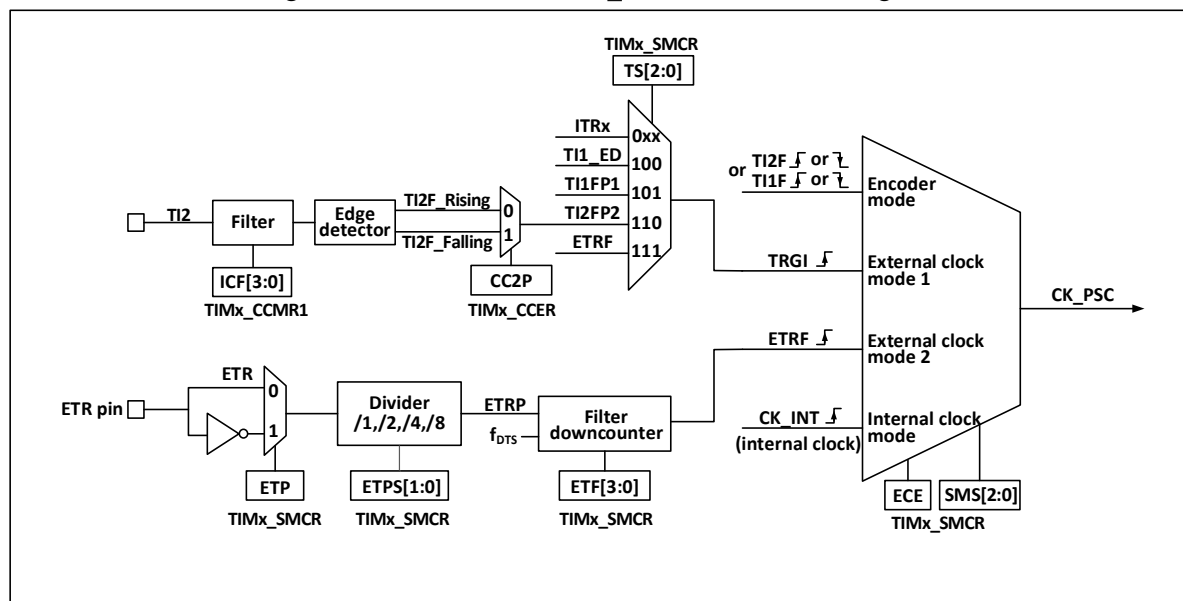 TIMx_SMCR
TS[2:0]
ITRx
0xx
TI1_ED
100
TI1FP1
101
TI2FP2
110
ETRF
111
TI2
Filter
ICF[3:0]
TIMx_CCMR1
Edge
detector
TI2F_Rising
TI2F_Falling
0
1
CC2P
TIMx_CCER
or TI2F or
TI1F or
Encoder
mode
TRGI
External clock
mode 1
ETRF
External clock
mode 2
CK_INT
(internal clock)
Internal clock
mode
CK_PSC
ECE
SMS[2:0]
TIMx_SMCR
ETR pin
ETR
0
1
ETP
TIMx_SMCR
Divider
/1,/2,/4,/8
ETPS[1:0]
TIMx_SMCR
ETRP
fDTS
Filter
downcounter
ETF[3:0]
TIMx_SMCR